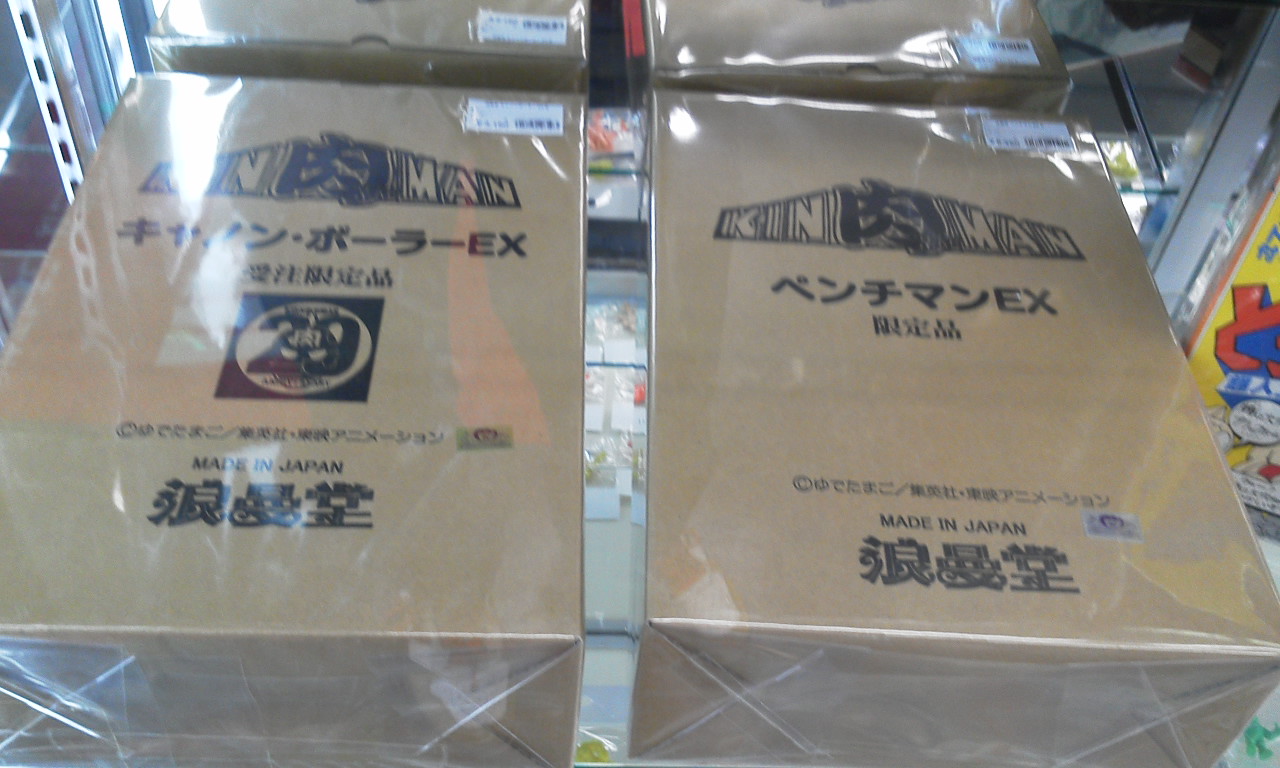 KIN肉MAN
キャノン・ボーラーEX
受注限定品
29
肉
ANNIVERSARY
©ゆでたまご／集英社・東映アニメーション
MADE IN JAPAN
浪曼堂
KIN肉MAN
ペンチマンEX
限定品
©ゆでたまご／集英社・東映アニメーション
MADE IN JAPAN
浪曼堂